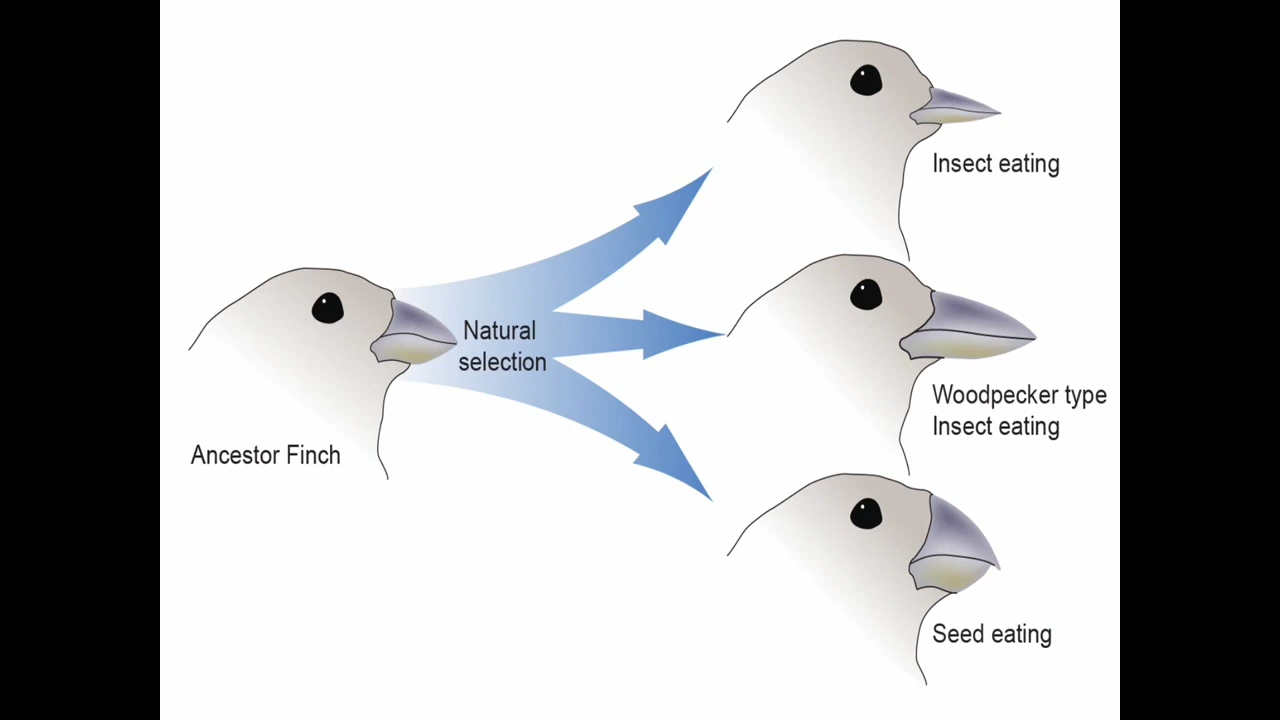 Insect eating
Natural
selection
Woodpecker type
Insect eating
Ancestor Finch
Seed eating